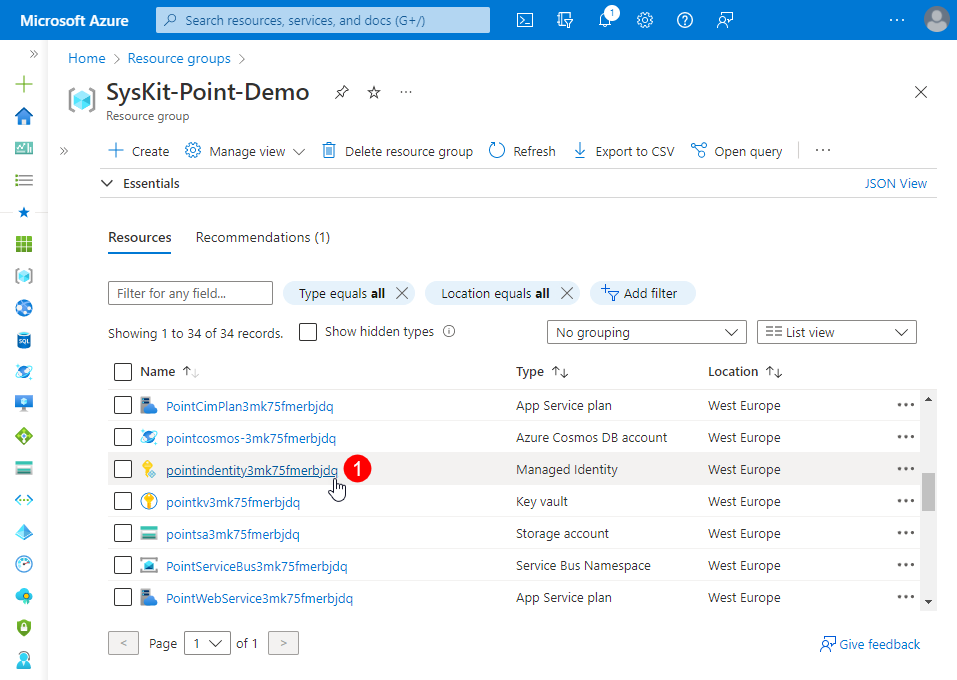 Microsoft Azure
Search resources, services, and docs (G+/)
1
Home > Resource groups >
SysKit-Point-Demo
Resource group
Create Manage view Delete resource group Refresh Export to CSV Open query
Essentials JSON View
Resources Recommendations (1)
Filter for any field... Type equals all Location equals all Add filter
Showing 1 to 34 of 34 records. Show hidden types No grouping List view
Name Type Location
PointCimPlan3mk75fmerbjdq App Service plan West Europe
pointcosmos-3mk75fmerbjdq Azure Cosmos DB account West Europe
pointindentity3mk75fmerbjdq 1 Managed Identity West Europe
pointkv3mk75fmerbjdq Key vault West Europe
pointsa3mk75fmerbjdq Storage account West Europe
PointServiceBus3mk75fmerbjdq Service Bus Namespace West Europe
PointWebService3mk75fmerbjdq App Service plan West Europe
< Page 1 of 1 > Give feedback